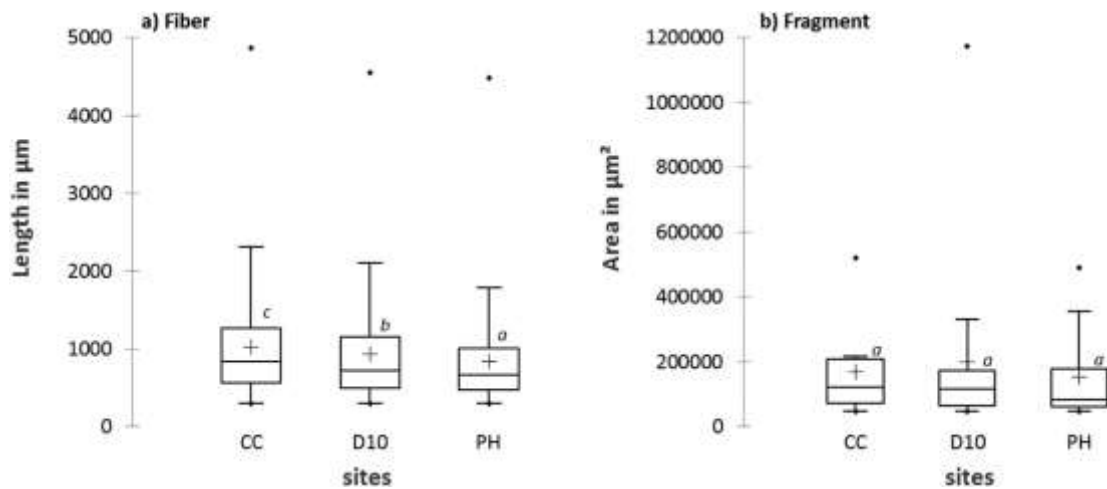 a) Fiber
5000
4000
3000
2000
1000
0
Length in µm
c
b
a
CC D10 PH
sites
b) Fragment
1200000
1000000
800000
600000
400000
200000
0
Area in µm²
a
a
a
CC D10 PH
sites